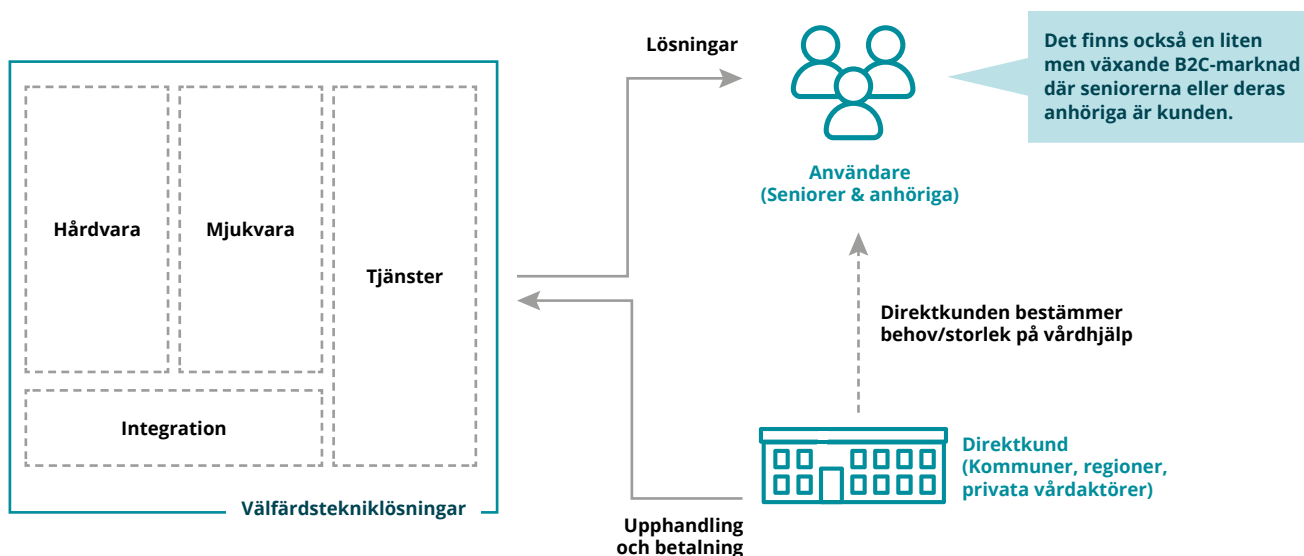 Lösningar
Det finns också en liten
men växande B2C-marknad
där seniorerna eller deras
anhöriga är kunden.
Användare
(Seniorer & anhöriga)
Hårdvara
Mjukvara
Tjänster
Integration
Välfärdstekniklösningar
Direktkunden bestämmer
behov/storlek på vårdhjälp
Direktkund
(Kommuner, regioner,
privata vårdaktörer)
Upphandling
och betalning